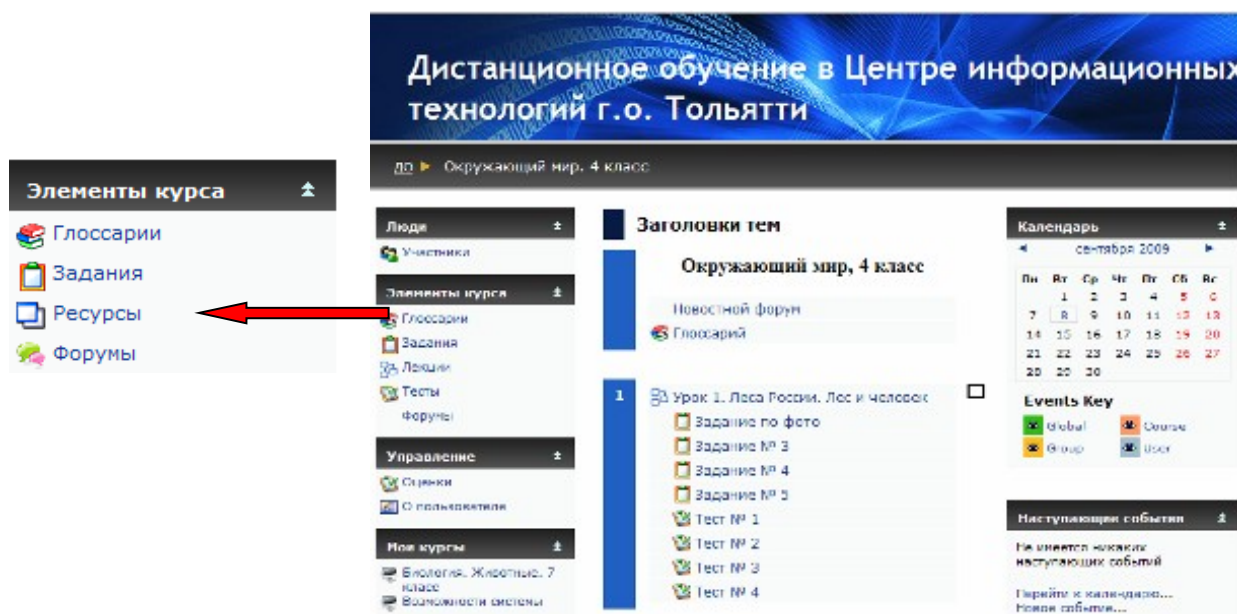 Дистанционное обучение в Центре информационных
технологий г.о. Тольятти
ДО ► Окружающий мир. 4 класс
Элементы курса
Глоссарии
Задания
Ресурсы
Форумы
Люди
Участники
Элементы курса
Глоссарии
Задания
Лекции
Тесты
Форумы
Управление
Оценки
О пользователе
Мои курсы
Биология. Животные. 7
класс
Возможности системы
Заголовки тем
Окружающий мир, 4 класс
Новостной форум
Глоссарий
1
Урок 1. Леса России. Лес и человек
Задание по фото
Задание № 3
Задание № 4
Задание № 5
Тест № 1
Тест № 2
Тест № 3
Тест № 4
Календарь
◄ сентября 2009 ►
Пн Вт Ср Чт Пт Сб Вс
1 2 3 4 5 6
7 8 9 10 11 12 13
14 15 16 17 18 19 20
21 22 23 24 25 26 27
28 29 30
Events Key
Global Course
Group User
Наступающие события
Не имеется никаких
наступающих событий
Перейти к календарю...
Новое событие...